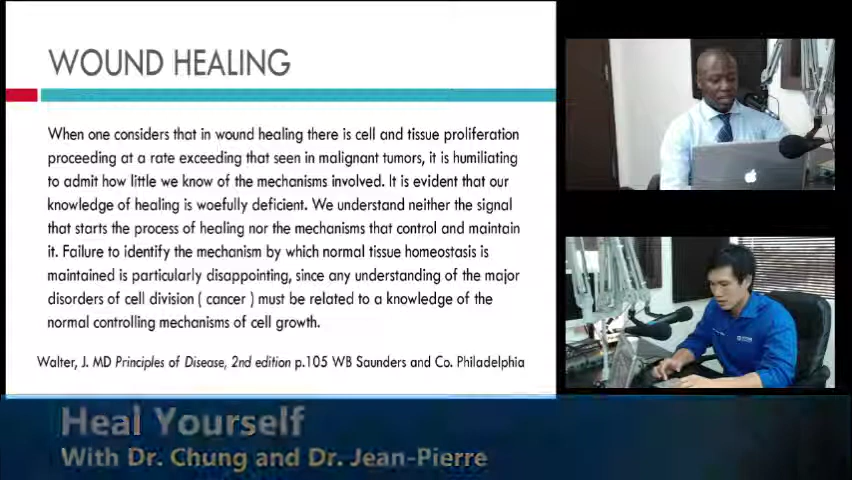 WOUND HEALING
When one considers that in wound healing there is cell and tissue proliferation
proceeding at a rate exceeding that seen in malignant tumors, it is humiliating
to admit how little we know of the mechanisms involved. It is evident that our
knowledge of healing is woefully deficient. We understand neither the signal
that starts the process of healing nor the mechanisms that control and maintain
it. Failure to identify the mechanism by which normal tissue homeostasis is
maintained is particularly disappointing, since any understanding of the major
disorders of cell division ( cancer ) must be related to a knowledge of the
normal controlling mechanisms of cell growth.
Walter, J. MD Principles of Disease, 2nd edition p.105 WB Saunders and Co. Philadelphia
Heal Yourself
With Dr. Chung and Dr. Jean-Pierre